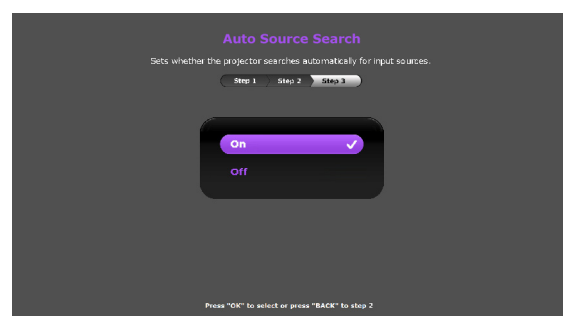 Auto Source Search
Sets whether the projector searches automatically for input sources.
Step 1 Step 2 Step 3
On
Off
Press "OK" to select or press "BACK" to step 2